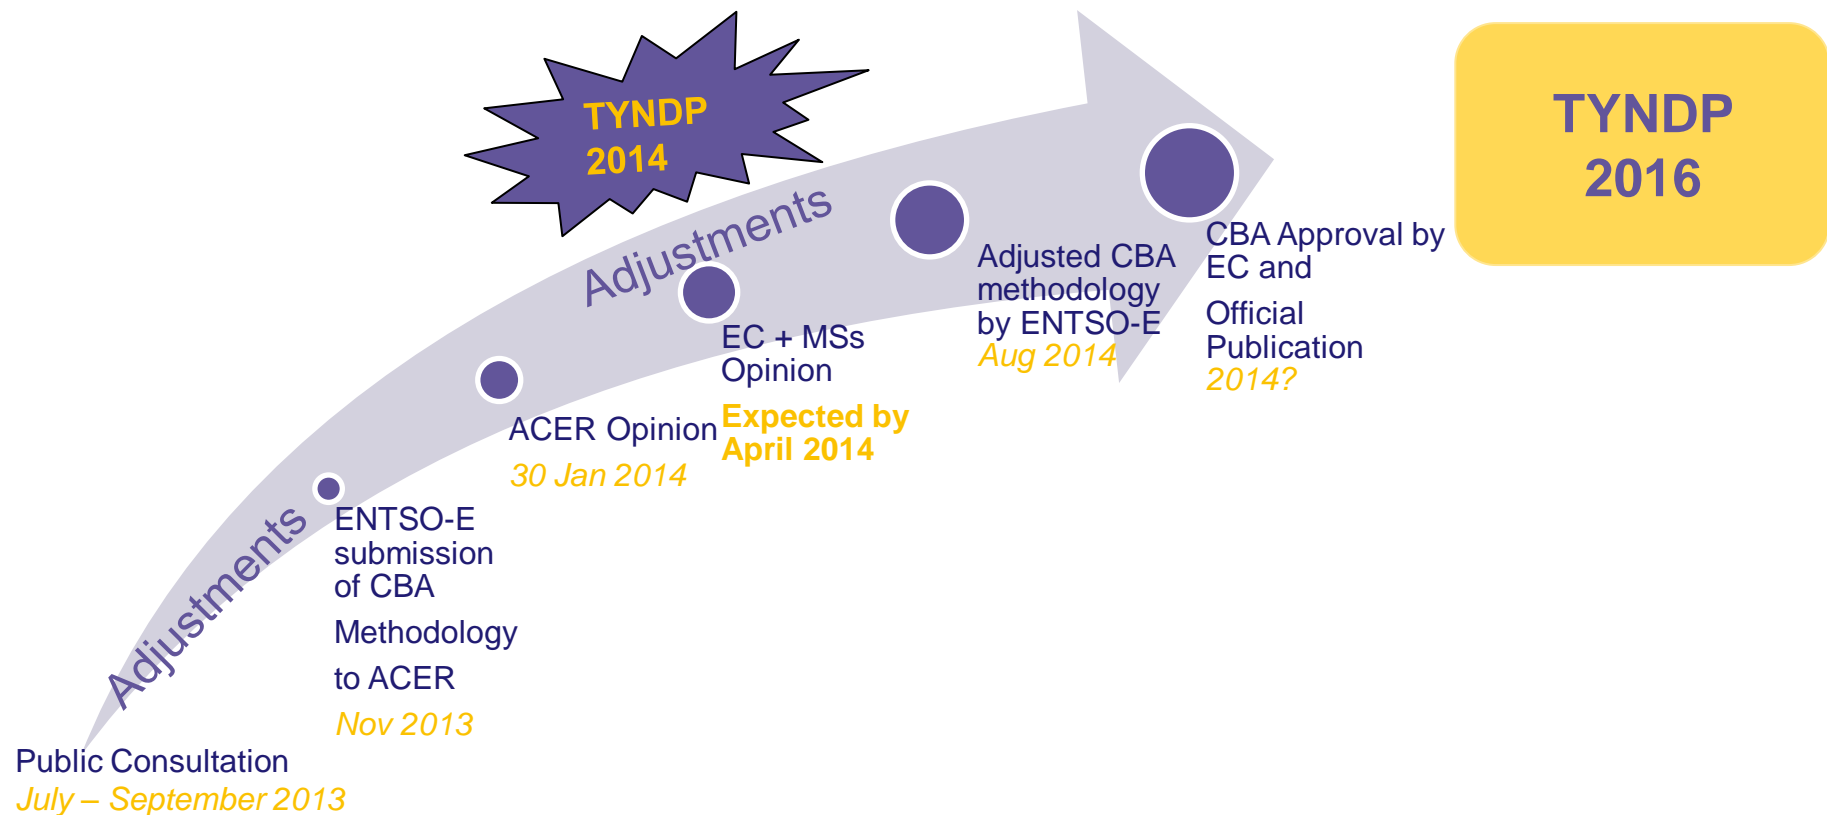 TYNDP
2014
TYNDP
2016
Adjustments
Adjustments
Public Consultation
July – September 2013
ENTSO-E
submission
of CBA
Methodology
to ACER
Nov 2013
ACER Opinion
30 Jan 2014
EC + MSs
Opinion
Expected by
April 2014
Adjusted CBA
methodology
by ENTSO-E
Aug 2014
CBA Approval by
EC and
Official
Publication
2014?